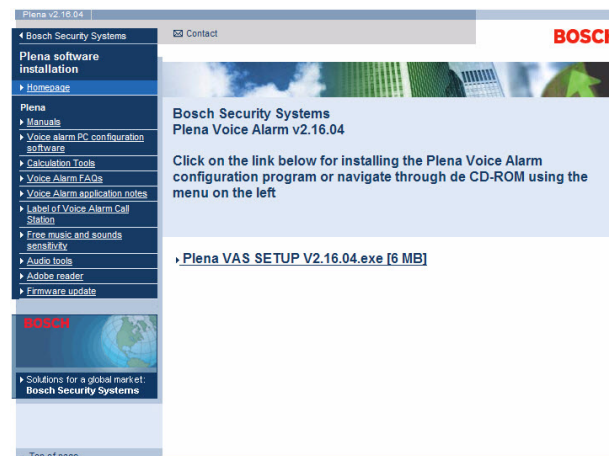 Plena v2.16.04
Bosch Security Systems
Contact
BOSCH
Plena software
installation
Homepage
Plena
Manuals
Voice alarm PC configuration
software
Calculation Tools
Voice Alarm FAQs
Voice Alarm application notes
Label of Voice Alarm Call
Station
Free music and sounds
sensitivity
Audio tools
Adobe reader
Firmware update
BOSCH
Solutions for a global market:
Bosch Security Systems
Top of page
Bosch Security Systems
Plena Voice Alarm v2.16.04
Click on the link below for installing the Plena Voice Alarm
configuration program or navigate through de CD-ROM using the
menu on the left
Plena VAS SETUP V2.16.04.exe [6 MB]